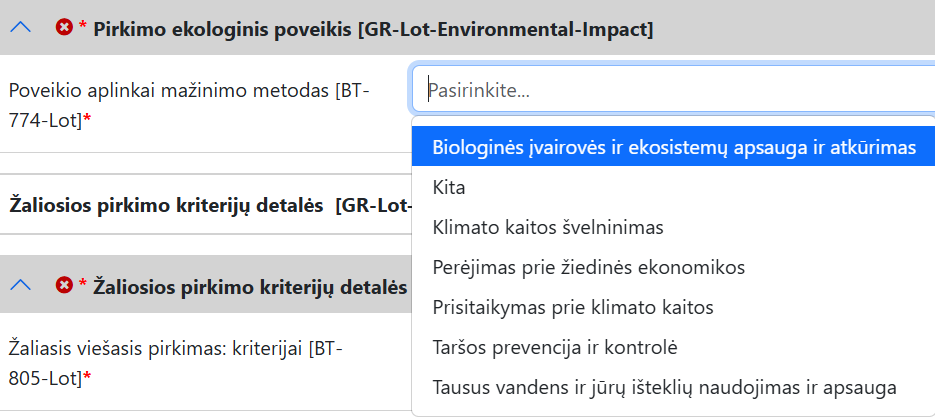 * Pirkimo ekologinis poveikis [GR-Lot-Environmental-Impact]
Poveikio aplinkai mažinimo metodas [BT-
774-Lot]*
Pasirinkite...
Biologinės įvairovės ir ekosistemų apsauga ir atkūrimas
Kita
Klimato kaitos švelninimas
Perėjimas prie žiedinės ekonomikos
Prisitaikymas prie klimato kaitos
Taršos prevencija ir kontrolė
Tausus vandens ir jūrų išteklių naudojimas ir apsauga
Žaliosios pirkimo kriterijų detalės [GR-Lot-
* Žaliosios pirkimo kriterijų detalės
Žaliasis viešasis pirkimas: kriterijai [BT-
805-Lot]*